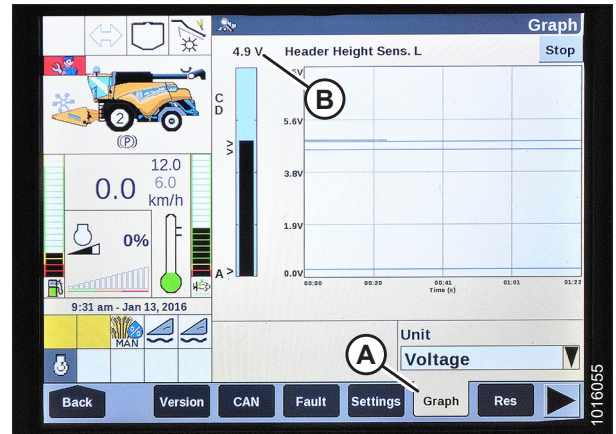 Graph
4.9 V
Header Height Sens. L
Stop
B
C
D
5.6V
3.8V
1.9V
0.0V
A
00:00
00:20
00:41
01:01
01:22
Time (s)
2
(P)
12.0
6.0
0.0
km/h
0%
9:31 am - Jan 13, 2016
MAN
Unit
A
Voltage
Back
Version
CAN
Fault
Settings
Graph
Res
1016055